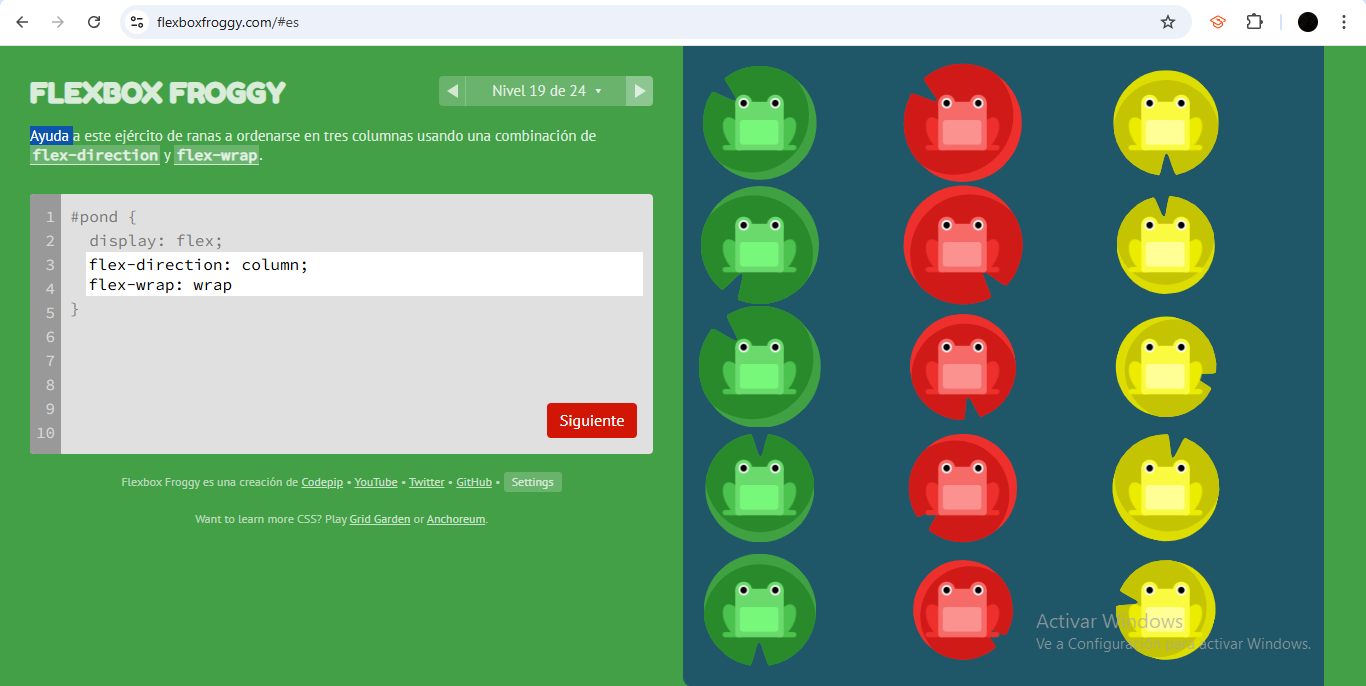 flexboxfroggy.com/#es
FLEXBOX FROGGY
Nivel 19 de 24
Ayuda a este ejército de ranas a ordenarse en tres columnas usando una combinación de
flex-direction y flex-wrap.
1 #pond {
2 display: flex;
3 flex-direction: column;
4 flex-wrap: wrap
5 }
6
7
8
9
10
Siguiente
Flexbox Froggy es una creación de Codepip • YouTube • Twitter • GitHub • Settings
Want to learn more CSS? Play Grid Garden or Anchoreum.
Activar Windows
Ve a Configuración para activar Windows.